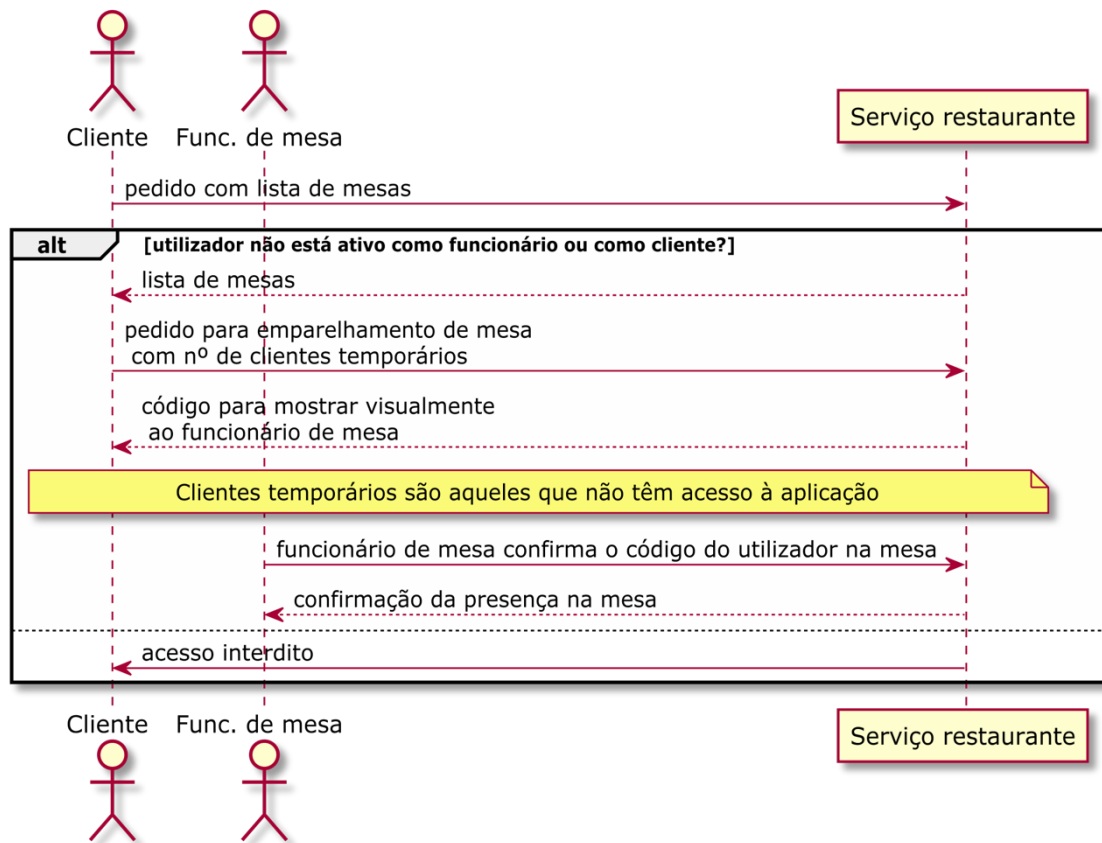 Cliente
Func. de mesa
Serviço restaurante
pedido com lista de mesas
alt
[utilizador não está ativo como funcionário ou como cliente?]
lista de mesas
pedido para emparelhamento de mesa
com nº de clientes temporários
código para mostrar visualmente
ao funcionário de mesa
Clientes temporários são aqueles que não têm acesso à aplicação
funcionário de mesa confirma o código do utilizador na mesa
confirmação da presença na mesa
acesso interdito
Cliente
Func. de mesa
Serviço restaurante